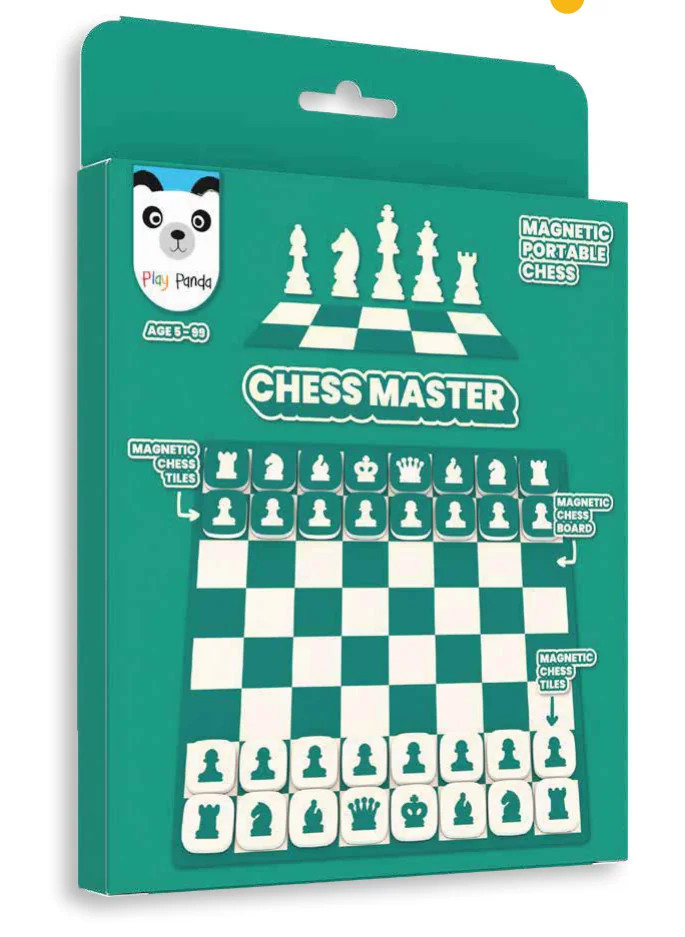 Play Panda
AGE 5-99
MAGNETIC
PORTABLE
CHESS
CHESS MASTER
MAGNETIC
CHESS
TILES
MAGNETIC
CHESS
BOARD
MAGNETIC
CHESS
TILES